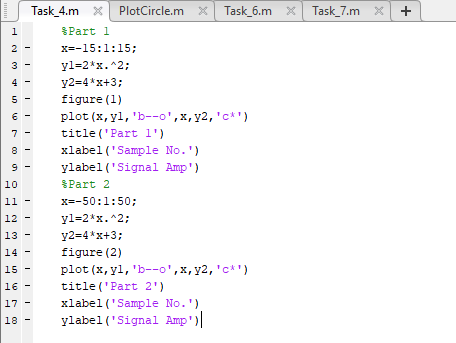 Task_4.m PlotCircle.m Task_6.m Task_7.m +
1 %Part 1
2 - x=-15:1:15;
3 - y1=2*x.^2;
4 - y2=4*x+3;
5 - figure(1)
6 - plot(x,y1,'b--o',x,y2,'c*')
7 - title('Part 1')
8 - xlabel('Sample No.')
9 - ylabel('Signal Amp')
10 %Part 2
11 - x=-50:1:50;
12 - y1=2*x.^2;
13 - y2=4*x+3;
14 - figure(2)
15 - plot(x,y1,'b--o',x,y2,'c*')
16 - title('Part 2')
17 - xlabel('Sample No.')
18 - ylabel('Signal Amp')